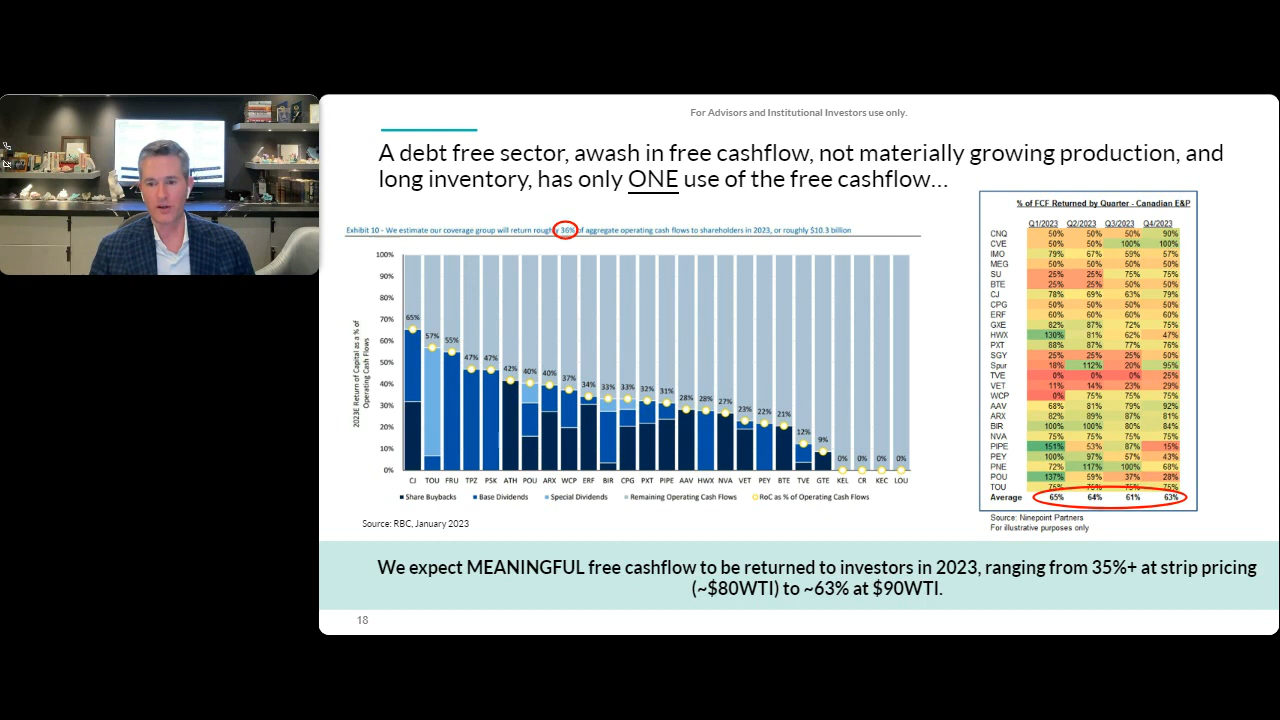 For Advisors and Institutional Investors use only.
A debt free sector, awash in free cashflow, not materially growing production, and
long inventory, has only ONE use of the free cashflow...
Exhibit 10 - We estimate our coverage group will return roughly 36% of aggregate operating cash flows to shareholders in 2023, or roughly $10.3 billion
2023E Return of Capital as a % of
Operating Cash Flows
100%
90%
80%
70%
60%
50%
40%
30%
20%
10%
0%
65% 57% 55% 47% 47% 42% 40% 40% 37% 34% 33% 33% 32% 31% 28% 28% 27% 23% 22% 21% 12% 9% 0% 0% 0% 0%
CJ TOU FRU TPZ PSK ATH POU ARX WCP ERF BIR CPG PXT PIPE AAV HWX NVA VET PEY BTE TVE GTE KEL CR KEC LOU
Share Buybacks Base Dividends Special Dividends Remaining Operating Cash Flows RoC as % of Operating Cash Flows
Source: RBC, January 2023
% of FCF Returned by Quarter - Canadian E&P
Q1/2023 Q2/2023 Q3/2023 Q4/2023
CNQ 50% 50% 50% 90%
CVE 50% 50% 100% 100%
IMO 79% 67% 59% 57%
MEG 50% 50% 50% 50%
SU 25% 25% 75% 75%
BTE 25% 25% 50% 50%
CJ 78% 69% 63% 79%
CPG 50% 50% 50% 50%
ERF 60% 60% 60% 60%
GXE 82% 87% 72% 75%
HWX 130% 81% 62% 47%
PXT 88% 87% 77% 76%
SGY 25% 25% 25% 50%
Spur 18% 112% 20% 95%
TVE 0% 0% 0% 25%
VET 11% 14% 23% 29%
WCP 0% 75% 75% 75%
AAV 68% 81% 79% 92%
ARX 82% 89% 87% 81%
BIR 100% 100% 80% 84%
NVA 75% 75% 75% 75%
PIPE 151% 53% 87% 15%
PEY 100% 97% 57% 43%
PNE 72% 117% 100% 68%
POU 137% 59% 37% 28%
TOU 75% 75% 75% 75%
Average 65% 64% 61% 63%
Source: Ninepoint Partners
For illustrative purposes only
We expect MEANINGFUL free cashflow to be returned to investors in 2023, ranging from 35%+ at strip pricing
(~$80WTI) to ~63% at $90WTI.
18